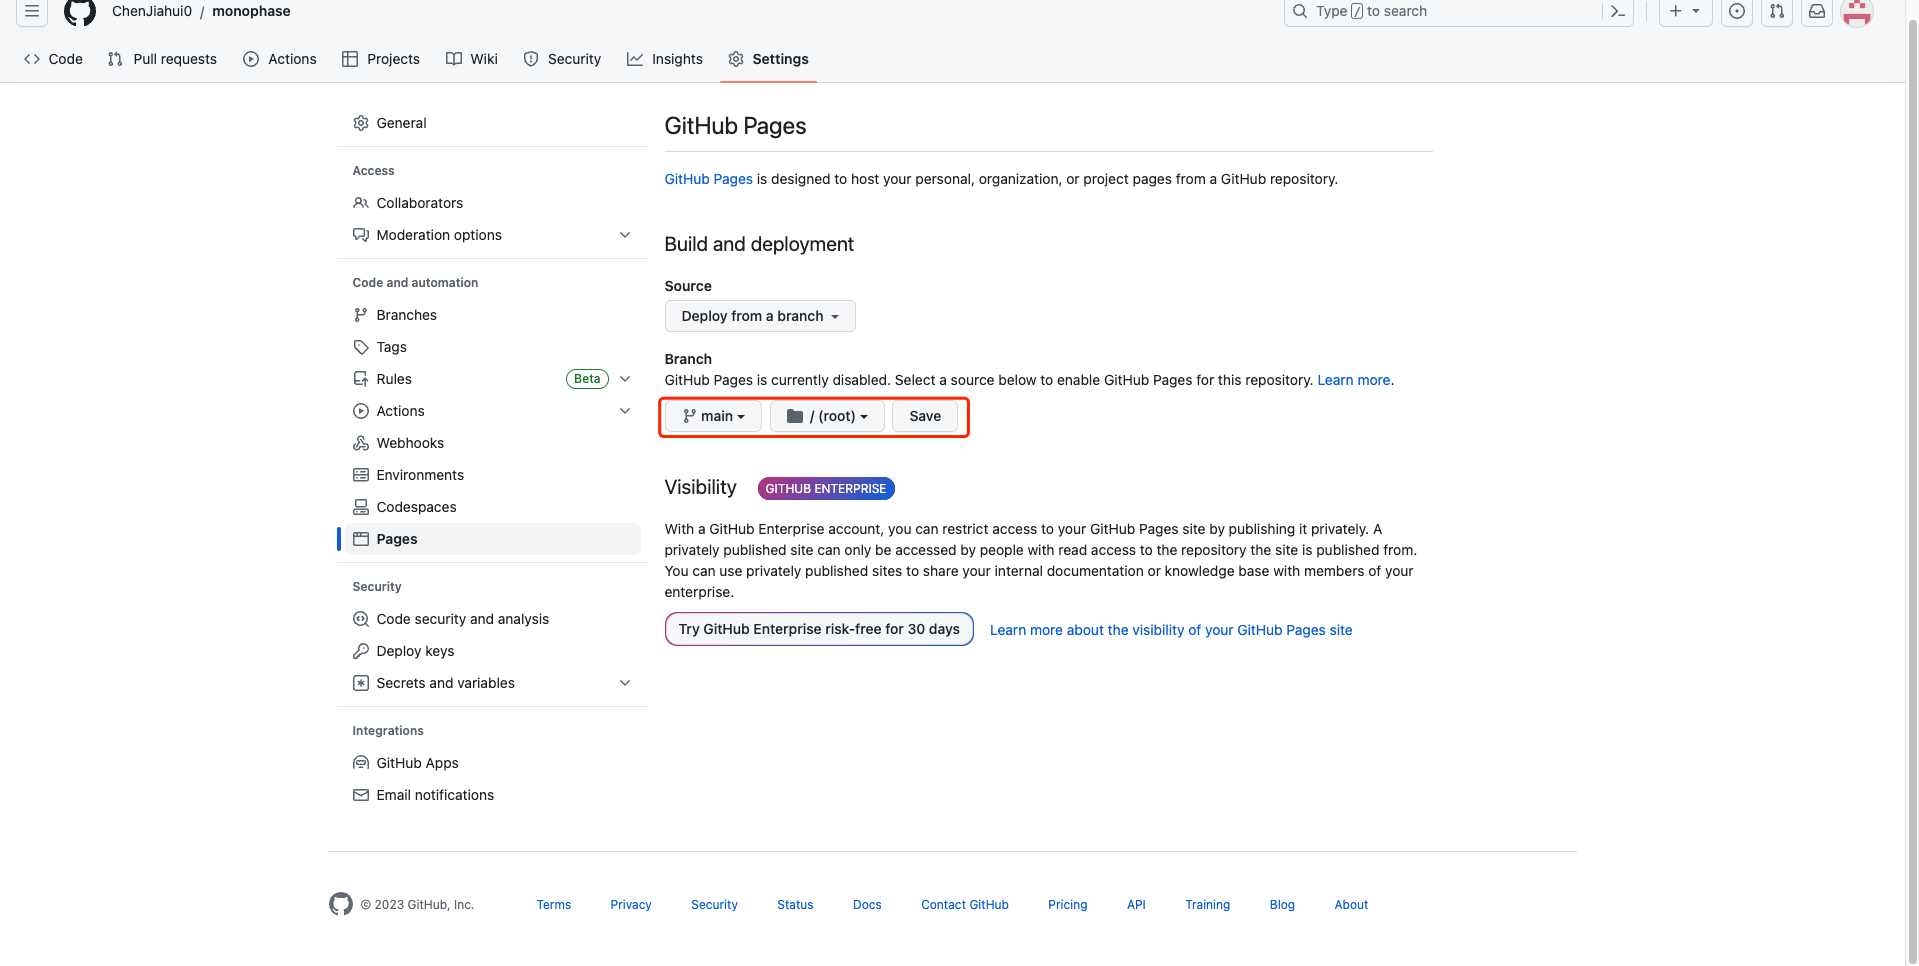 ChenJiahui0 / monophase
Type / to search
Code Pull requests Actions Projects Wiki Security Insights Settings
General
Access
Collaborators
Moderation options
Code and automation
Branches
Tags
Rules Beta
Actions
Webhooks
Environments
Codespaces
Pages
Security
Code security and analysis
Deploy keys
Secrets and variables
Integrations
GitHub Apps
Email notifications
GitHub Pages
GitHub Pages is designed to host your personal, organization, or project pages from a GitHub repository.
Build and deployment
Source
Deploy from a branch
Branch
GitHub Pages is currently disabled. Select a source below to enable GitHub Pages for this repository. Learn more.
main / (root) Save
Visibility GITHUB ENTERPRISE
With a GitHub Enterprise account, you can restrict access to your GitHub Pages site by publishing it privately. A
privately published site can only be accessed by people with read access to the repository the site is published from.
You can use privately published sites to share your internal documentation or knowledge base with members of your
enterprise.
Try GitHub Enterprise risk-free for 30 days Learn more about the visibility of your GitHub Pages site
© 2023 GitHub, Inc. Terms Privacy Security Status Docs Contact GitHub Pricing API Training Blog About